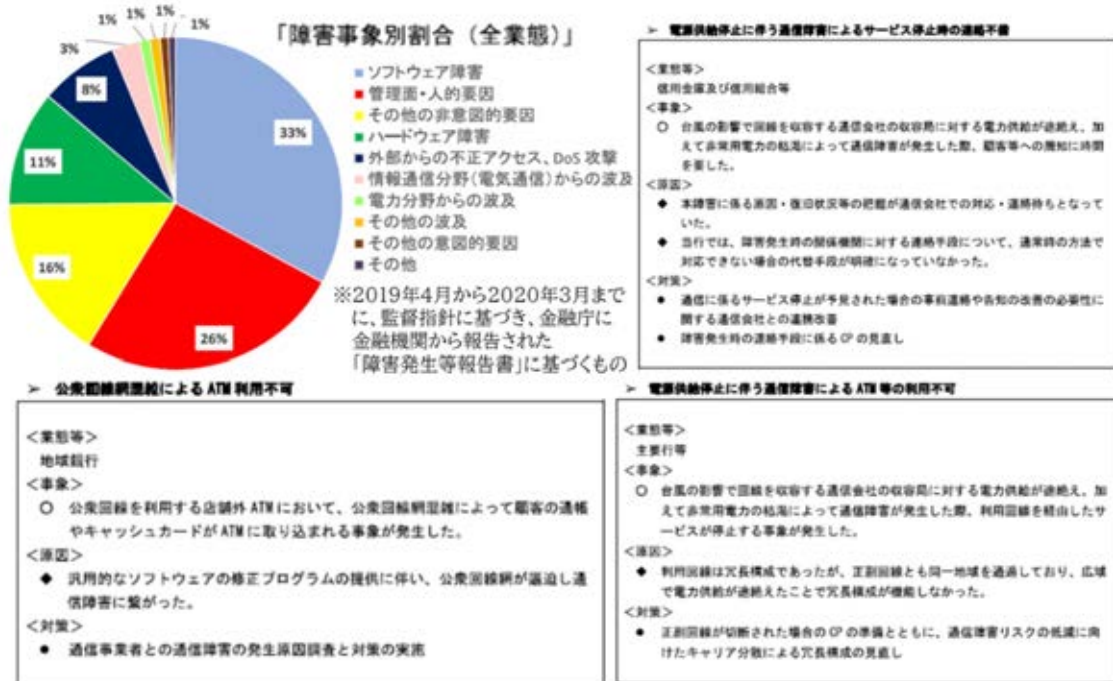 「障害事象別割合（全業態）」
1%
1%
1%
1%
3%
8%
11%
16%
26%
33%
ソフトウェア障害
管理面・人的要因
その他の非意図的要因
ハードウェア障害
外部からの不正アクセス、DoS 攻撃
情報通信分野（電気通信）からの波及
電力分野からの波及
その他の波及
その他の意図的要因
その他
※2019年4月から2020年3月まで
に、監督指針に基づき、金融庁に
金融機関から報告された
「障害発生等報告書」に基づくもの
➢ 電源供給停止に伴う通信障害によるサービス停止時の連絡不備
＜業態等＞
信用金庫及び信用組合等
＜事象＞
○ 台風の影響で回線を収容する通信会社の収容局に対する電力供給が途絶え、加
えて非常用電力の枯渇によって通信障害が発生した際、顧客等への周知に時間
を要した。
＜原因＞
◆ 本障害に係る原因・復旧状況等の把握が通信会社での対応・連絡待ちとなって
いた。
◆ 当行では、障害発生時の関係機関に対する連絡手段について、通常時の方法で
対応できない場合の代替手段が明確になっていなかった。
＜対策＞
● 通信に係るサービス停止が予見された場合の事前連絡や告知の改善の必要性に
関する通信会社との連携改善
● 障害発生時の連絡手段に係る CP の見直し
➢ 公衆回線網混線による ATM 利用不可
＜業態等＞
地域銀行
＜事象＞
○ 公衆回線を利用する店舗外 ATM において、公衆回線網混雑によって顧客の通帳
やキャッシュカードが ATM に取り込まれる事象が発生した。
＜原因＞
◆ 汎用的なソフトウェアの修正プログラムの提供に伴い、公衆回線網が逼迫し通
信障害に繋がった。
＜対策＞
● 通信事業者との通信障害の発生原因調査と対策の実施
➢ 電源供給停止に伴う通信障害による ATM 等の利用不可
＜業態等＞
主要行等
＜事象＞
○ 台風の影響で回線を収容する通信会社の収容局に対する電力供給が途絶え、加
えて非常用電力の枯渇によって通信障害が発生した際、利用回線を経由したサ
ービスが停止する事象が発生した。
＜原因＞
◆ 利用回線は冗長構成であったが、正副回線とも同一地域を通過しており、広域
で電力供給が途絶えたことで冗長構成が機能しなかった。
＜対策＞
● 正副回線が切断された場合の CP の準備とともに、通信障害リスクの低減に向
けたキャリア分散による冗長構成の見直し